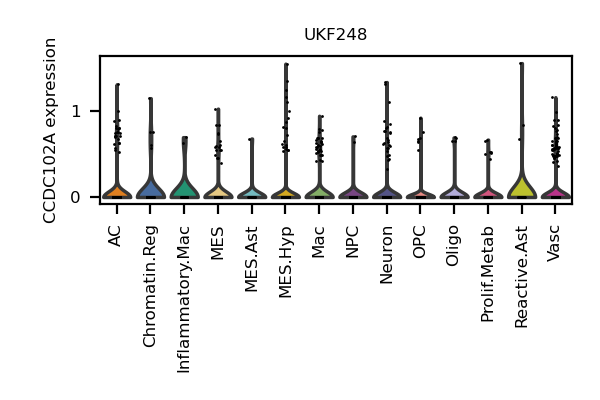 UKF248
CCDC102A expression
1
0
AC
Chromatin.Reg
Inflammatory.Mac
MES
MES.Ast
MES.Hyp
Mac
NPC
Neuron
OPC
Oligo
Prolif.Metab
Reactive.Ast
Vasc